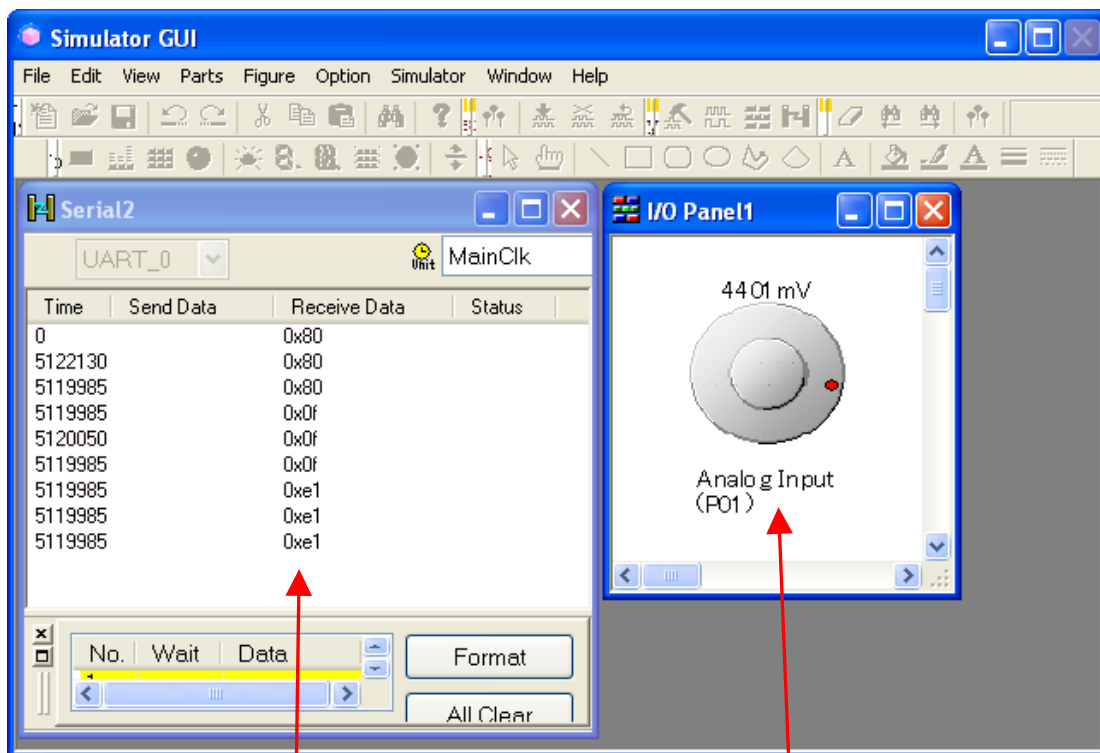 Simulator GUI
File Edit View Parts Figure Option Simulator Window Help
Serial2
UART_0 Unit MainClk
Time Send Data Receive Data Status
0 0x80
5122130 0x80
5119985 0x80
5119985 0x0f
5120050 0x0f
5119985 0x0f
5119985 0xe1
5119985 0xe1
5119985 0xe1
No. Wait Data
Format
All Clear
I/O Panel1
4401 mV
Analog Input
(P01)